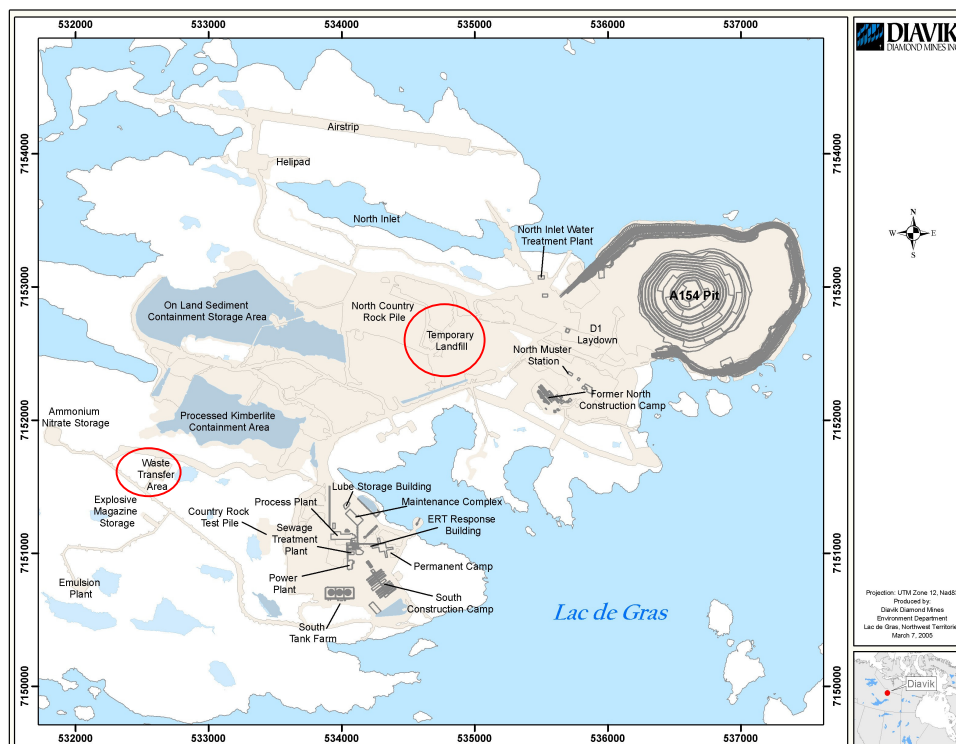 532000
533000
534000
535000
536000
537000
DIAVIK
DIAMOND MINES INC
7154000
7154000
Airstrip
Helipad
North Inlet
North Inlet Water
Treatment Plant
N
W
E
S
7153000
7153000
A154 Pit
On Land Sediment
Containment Storage Area
North Country
Rock Pile
Temporary
Landfill
D1
Laydown
North Muster
Station
Former North
Construction Camp
7152000
7152000
Ammonium
Nitrate Storage
Processed Kimberlite
Containment Area
Waste
Transfer
Area
Lube Storage Building
Explosive
Magazine
Storage
Process Plant
Maintenance Complex
Country Rock
Test Pile
Sewage
Treatment
Plant
ERT Response
Building
7151000
7151000
Permanent Camp
Emulsion
Plant
Power
Plant
South
Construction Camp
South
Tank Farm
Lac de Gras
Projection: UTM Zone 12, Nad83
Produced by:
Diavik Diamond Mines
Environment Department
Lac de Gras, Northwest Territorie
March 7, 2005
7150000
7150000
Diavik
532000
533000
534000
535000
536000
537000